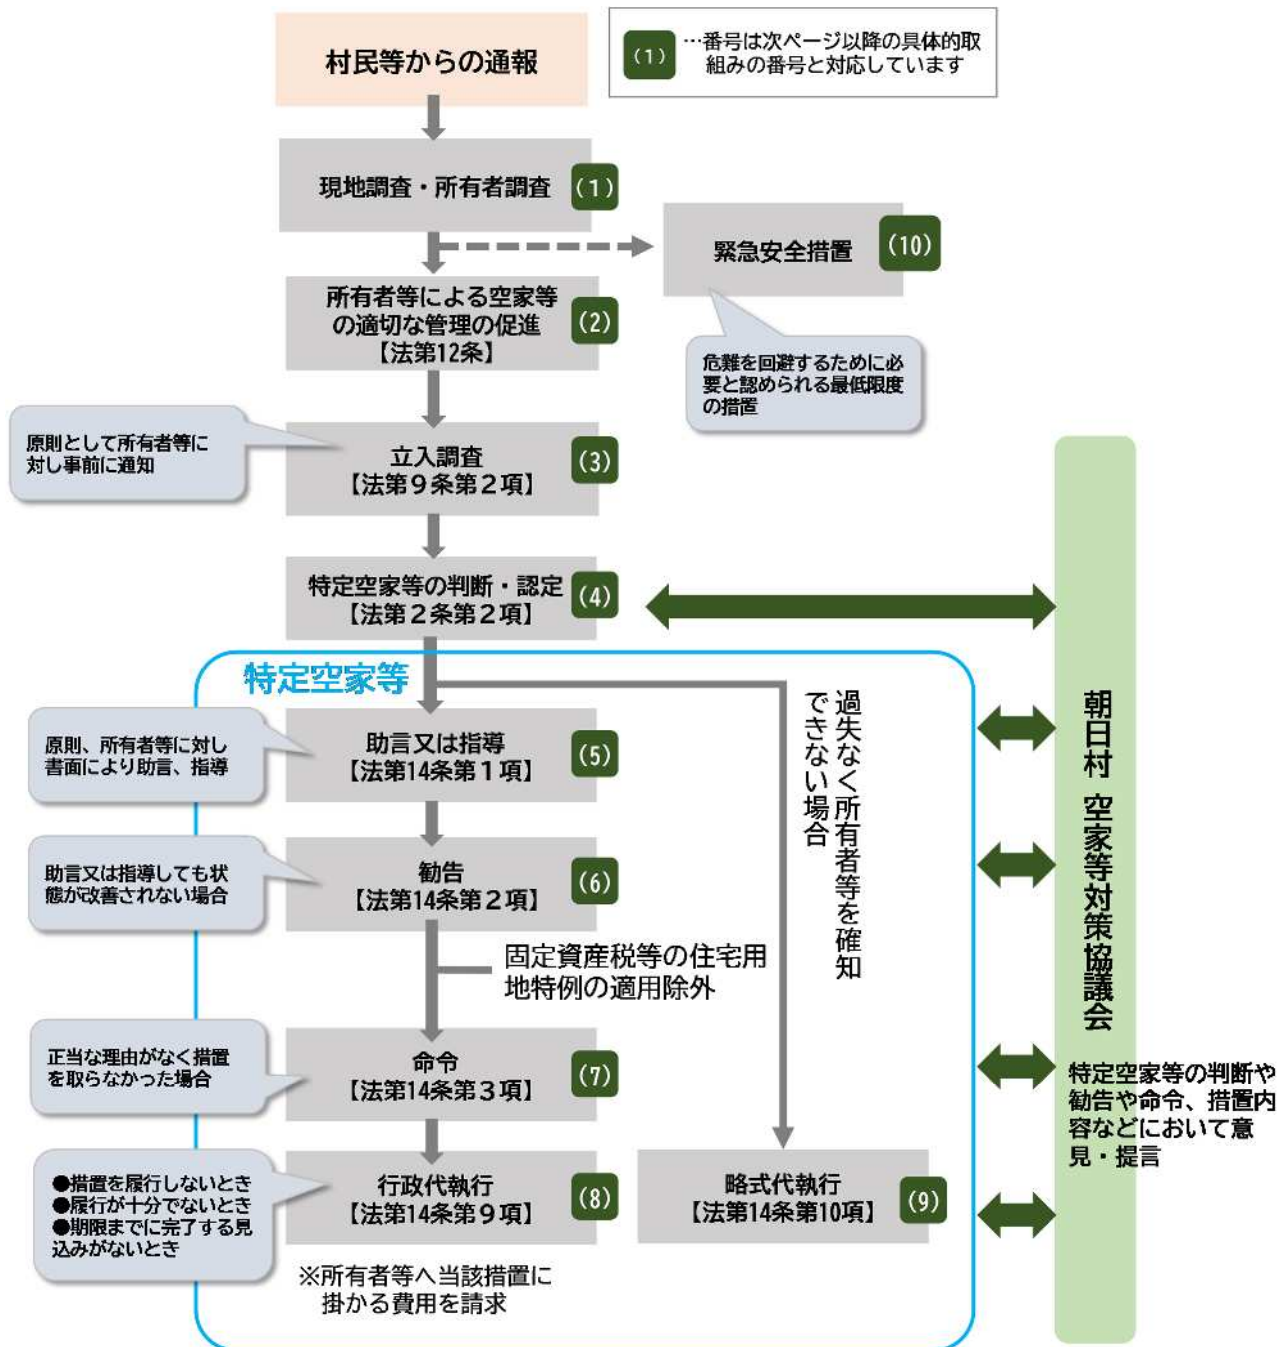 村民等からの通報
(1)
…番号は次ページ以降の具体的取
組みの番号と対応しています
現地調査・所有者調査
(1)
緊急安全措置
(10)
危難を回避するために必
要と認められる最低限度
の措置
所有者等による空家等
の適切な管理の促進
【法第12条】
(2)
原則として所有者等に
対し事前に通知
立入調査
【法第9条第2項】
(3)
特定空家等の判断・認定
【法第2条第2項】
(4)
特定空家等
過失なく所有者等を確知
できない場合
原則、所有者等に対し
書面により助言、指導
助言又は指導
【法第14条第1項】
(5)
助言又は指導しても状
態が改善されない場合
勧告
【法第14条第2項】
(6)
固定資産税等の住宅用
地特例の適用除外
正当な理由がなく措置
を取らなかった場合
命令
【法第14条第3項】
(7)
●措置を履行しないとき
●履行が十分でないとき
●期限までに完了する見
込みがないとき
行政代執行
【法第14条第9項】
(8)
略式代執行
【法第14条第10項】
(9)
※所有者等へ当該措置に
掛かる費用を請求
朝日村 空家等対策協議会
特定空家等の判断や
勧告や命令、措置内
容などにおいて意
見・提言